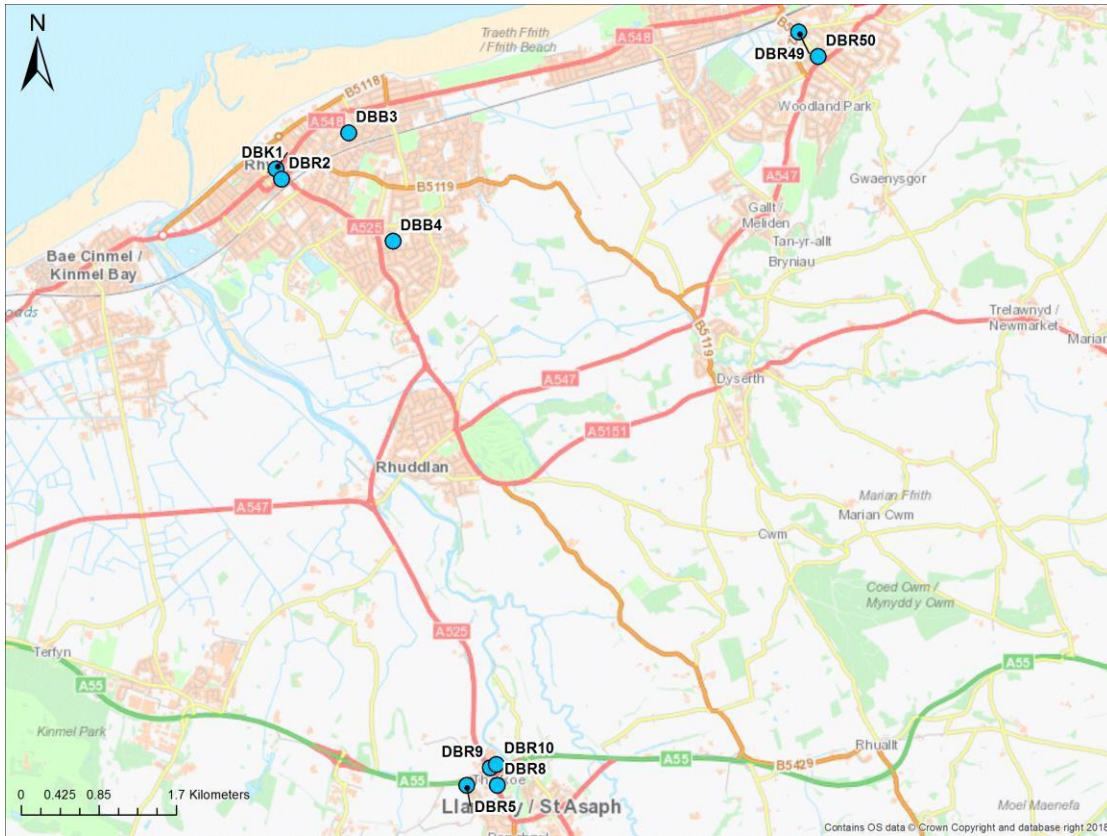 N
Traeth Ffrith
/ Ffrith Beach
A548
DBR50
DBR49
B5118
Woodland Park
A548
DBB3
DBK1
DBR2
B5119
A547
Gwaenysgor
Gallt /
Meliden
A525
DBB4
Tan-yr-allt
Bryniau
Bae Cinmel /
Kinmel Bay
oads
Trelawnyd /
Newmarket
Marian
B5119
A547
Dyserth
A5151
Rhuddlan
Marian Ffrith
A547
Marian Cwm
Cwm
Coed Cwm /
Mynydd y Cwm
A525
Terfyn
A55
A55
Kinmel Park
DBR9
DBR10
A55
Rhuallt
B5429
DBR8
A55
DBR5
/ St Asaph
Moel Maenefa
0 0.425 0.85 1.7 Kilometers
Contains OS data © Crown Copyright and database right 2018